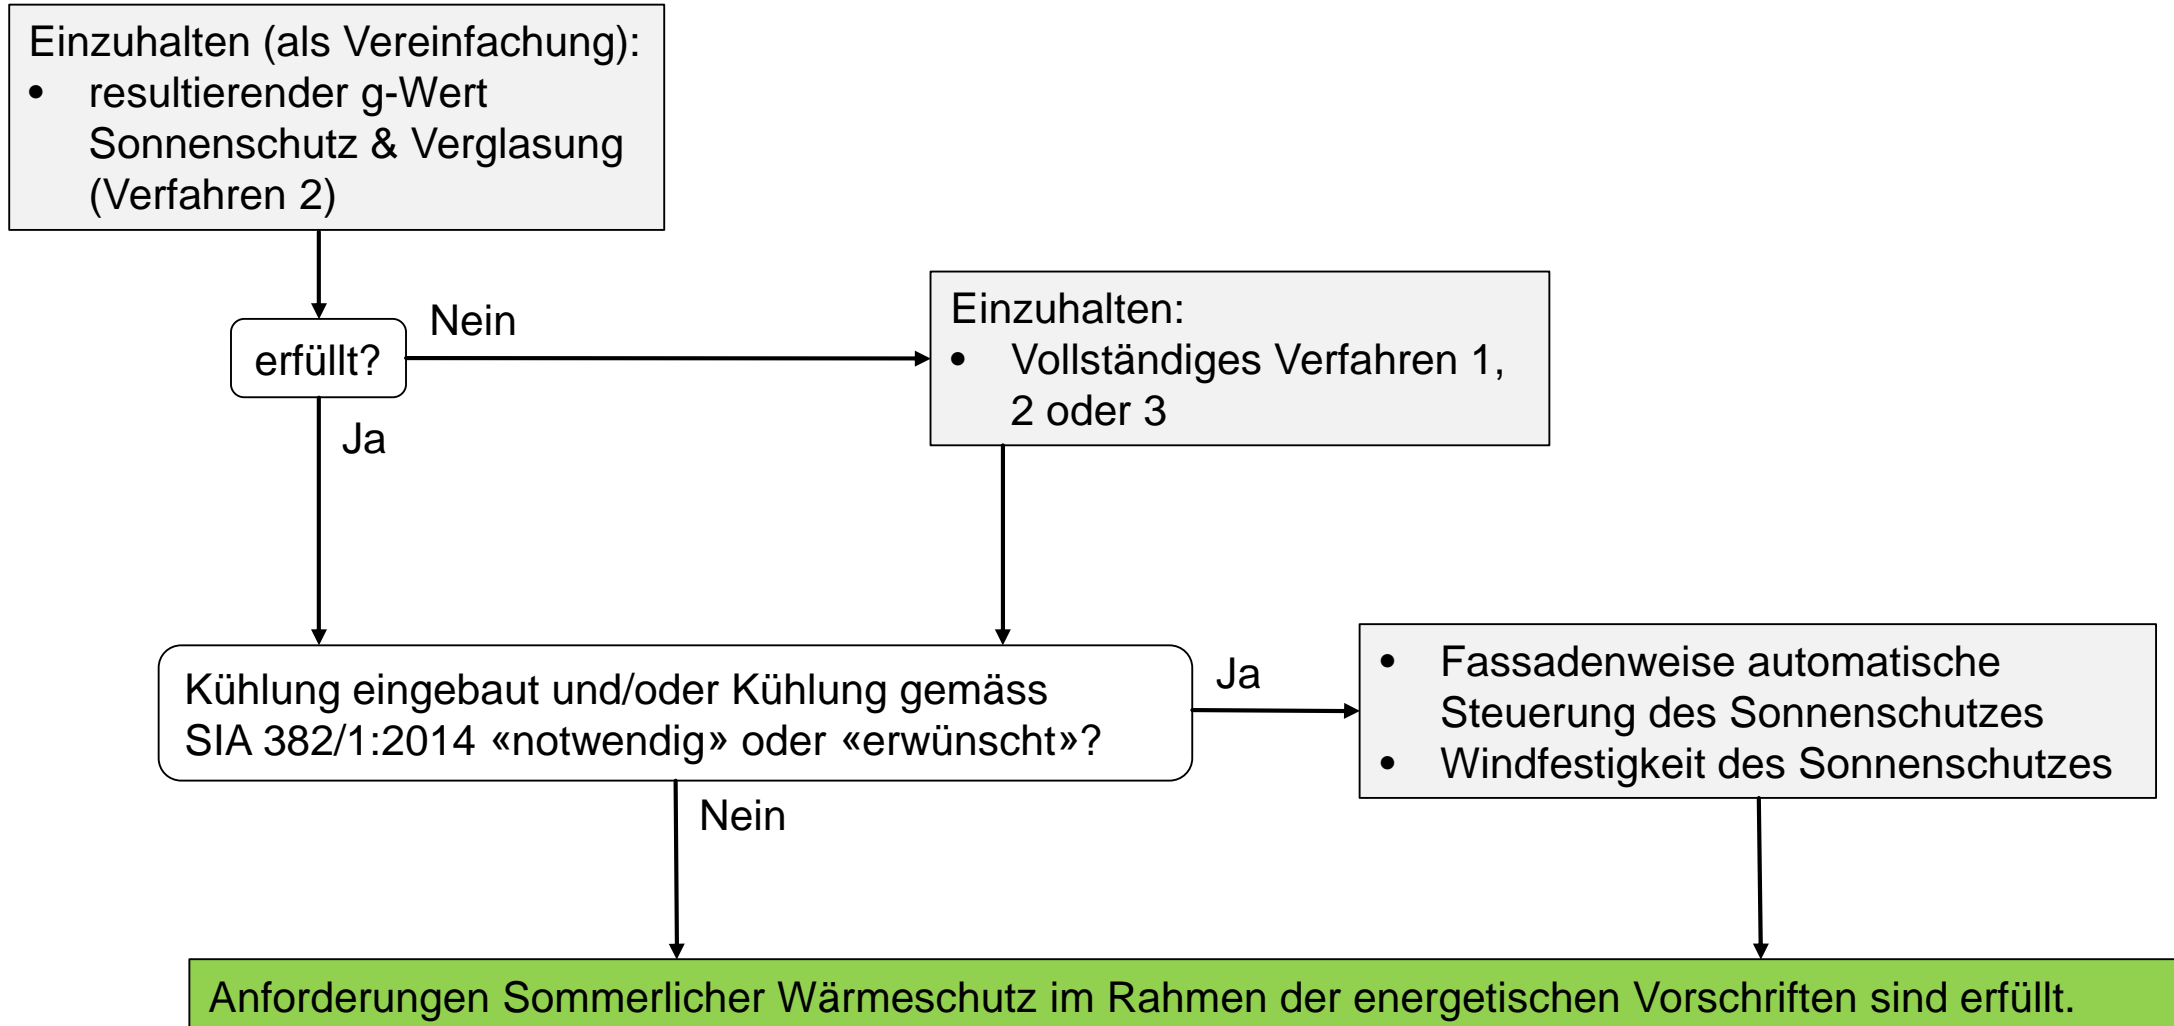 Einzuhalten (als Vereinfachung):
• resultierender g-Wert
Sonnenschutz & Verglasung
(Verfahren 2)
erfüllt?
Nein
Ja
Einzuhalten:
• Vollständiges Verfahren 1,
2 oder 3
Kühlung eingebaut und/oder Kühlung gemäss
SIA 382/1:2014 «notwendig» oder «erwünscht»?
Ja
Nein
• Fassadenweise automatische
Steuerung des Sonnenschutzes
• Windfestigkeit des Sonnenschutzes
Anforderungen Sommerlicher Wärmeschutz im Rahmen der energetischen Vorschriften sind erfüllt.